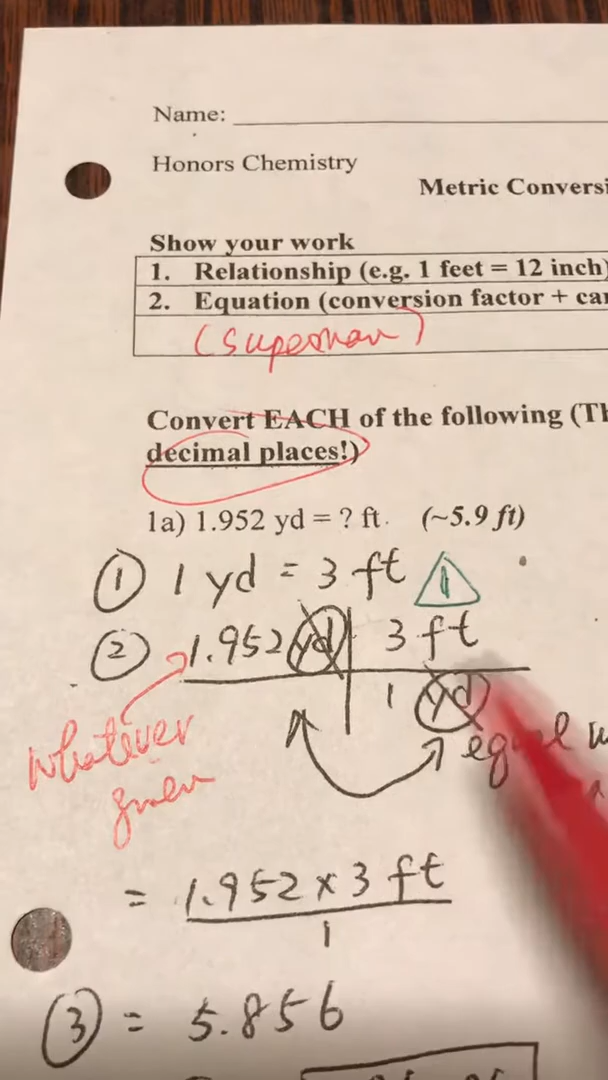 Name:
Honors Chemistry
Metric Conversi
Show your work
1. Relationship (e.g. 1 feet = 12 inch)
2. Equation (conversion factor + ca
(superman)
Convert EACH of the following (Th
decimal places!)
1a) 1.952 yd = ? ft. (~5.9 ft)
① 1 yd = 3 ft 1
② 1.952 yd | 3 ft
1 yd
whatever
given
equal
= 1.952 x 3 ft
1
③ = 5.856